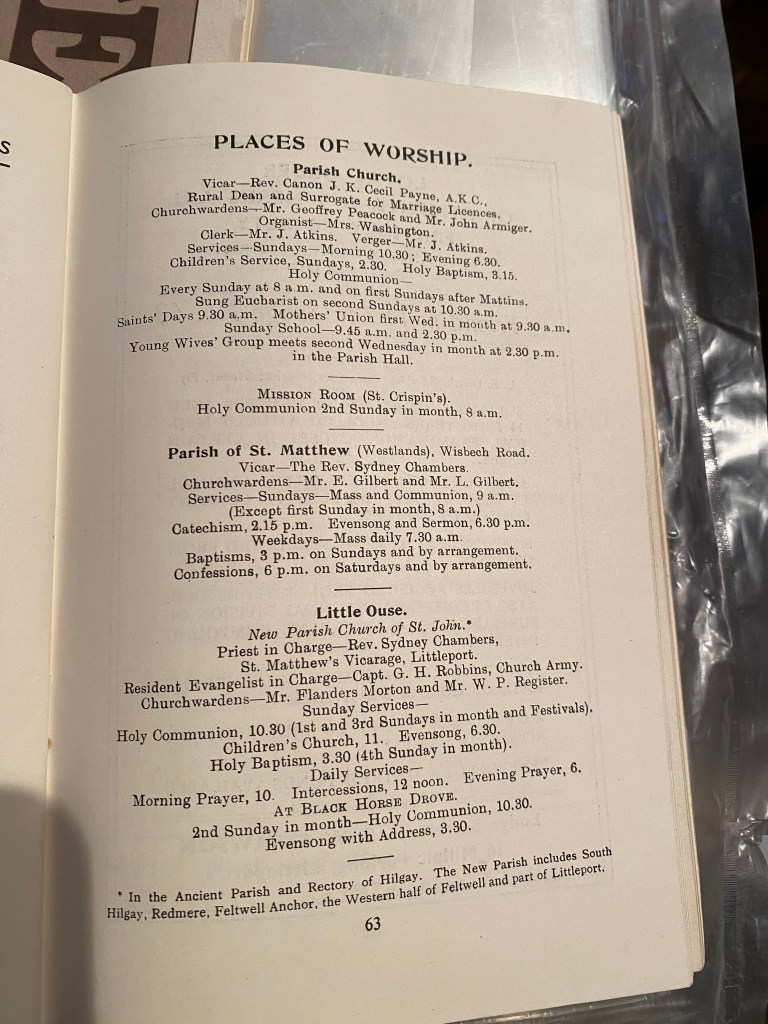 S
PLACES OF WORSHIP.
Parish Church.
Vicar—Rev. Canon J. K. Cecil Payne, A.K.C.,
Rural Dean and Surrogate for Marriage Licences.
Churchwardens—Mr. Geoffrey Peacock and Mr. John Armiger.
Organist—Mrs. Washington.
Clerk—Mr. J. Atkins. Verger—Mr. J. Atkins.
Services—Sundays—Morning 10.30; Evening 6.30.
Children's Service, Sundays, 2.30. Holy Baptism, 3.15.
Holy Communion—
Every Sunday at 8 a.m. and on first Sundays after Mattins.
Sung Eucharist on second Sundays at 10.30 a.m.
Saints' Days 9.30 a.m. Mothers' Union first Wed. in month at 9.30 a.m.
Sunday School—9.45 a.m. and 2.30 p.m.
Young Wives' Group meets second Wednesday in month at 2.30 p.m.
in the Parish Hall.
MISSION ROOM (St. Crispin's).
Holy Communion 2nd Sunday in month, 8 a.m.
Parish of St. Matthew (Westlands), Wisbech Road.
Vicar—The Rev. Sydney Chambers.
Churchwardens—Mr. E. Gilbert and Mr. L. Gilbert.
Services—Sundays—Mass and Communion, 9 a.m.
(Except first Sunday in month, 8 a.m.)
Catechism, 2.15 p.m. Evensong and Sermon, 6.30 p.m.
Weekdays—Mass daily 7.30 a.m.
Baptisms, 3 p.m. on Sundays and by arrangement.
Confessions, 6 p.m. on Saturdays and by arrangement.
Little Ouse.
New Parish Church of St. John.*
Priest in Charge—Rev. Sydney Chambers,
St. Matthew's Vicarage, Littleport.
Resident Evangelist in Charge—Capt. G. H. Robbins, Church Army.
Churchwardens—Mr. Flanders Morton and Mr. W. P. Register.
Sunday Services—
Holy Communion, 10.30 (1st and 3rd Sundays in month and Festivals).
Children's Church, 11. Evensong, 6.30.
Holy Baptism, 3.30 (4th Sunday in month).
Daily Services—
Morning Prayer, 10. Intercessions, 12 noon. Evening Prayer, 6.
AT BLACK HORSE DROVE.
2nd Sunday in month—Holy Communion, 10.30.
Evensong with Address, 3.30.
* In the Ancient Parish and Rectory of Hilgay. The New Parish includes South
Hilgay, Redmere, Feltwell Anchor, the Western half of Feltwell and part of Littleport.
63